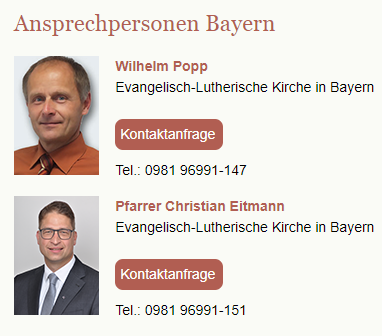 Ansprechpersonen Bayern
Wilhelm Popp
Evangelisch-Lutherische Kirche in Bayern
Kontaktanfrage
Tel.: 0981 96991-147
Pfarrer Christian Eitmann
Evangelisch-Lutherische Kirche in Bayern
Kontaktanfrage
Tel.: 0981 96991-151